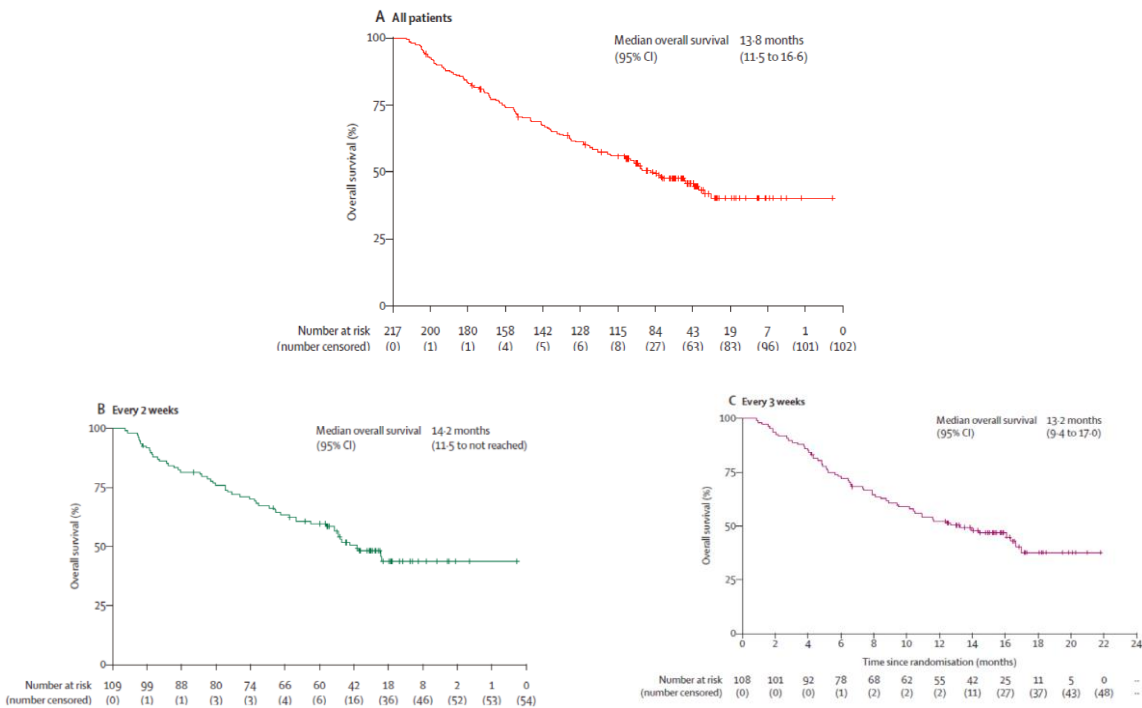 A All patients
Median overall survival 13·8 months
(95% CI) (11·5 to 16·6)
Overall survival (%)
100
75
50
25
0
Number at risk 217 200 180 158 142 128 115 84 43 19 7 1 0
(number censored) (0) (1) (1) (4) (5) (6) (8) (27) (63) (83) (96) (101) (102)
B Every 2 weeks
Median overall survival 14·2 months
(95% CI) (11·5 to not reached)
Overall survival (%)
100
75
50
25
0
Number at risk 109 99 88 80 74 66 60 42 18 8 2 1 0
(number censored) (0) (1) (1) (3) (3) (4) (6) (16) (36) (46) (52) (53) (54)
C Every 3 weeks
Median overall survival 13·2 months
(95% CI) (9·4 to 17·0)
Overall survival (%)
100
75
50
25
0
0 2 4 6 8 10 12 14 16 18 20 22 24
Time since randomisation (months)
Number at risk 108 101 92 78 68 62 55 42 25 11 5 0 ··
(number censored) (0) (0) (0) (1) (2) (2) (2) (11) (27) (37) (43) (48) ··